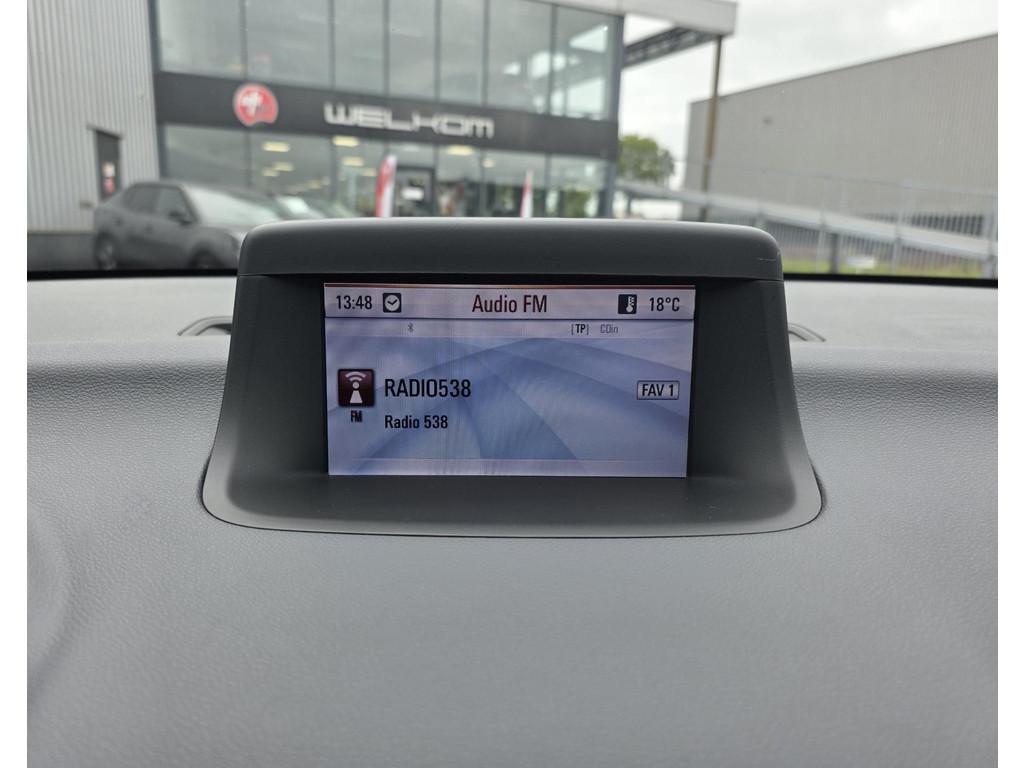 WELKOM
13:48 Audio FM 18°C
[TP] CDin
RADIO538 FAV 1
FM
Radio 538